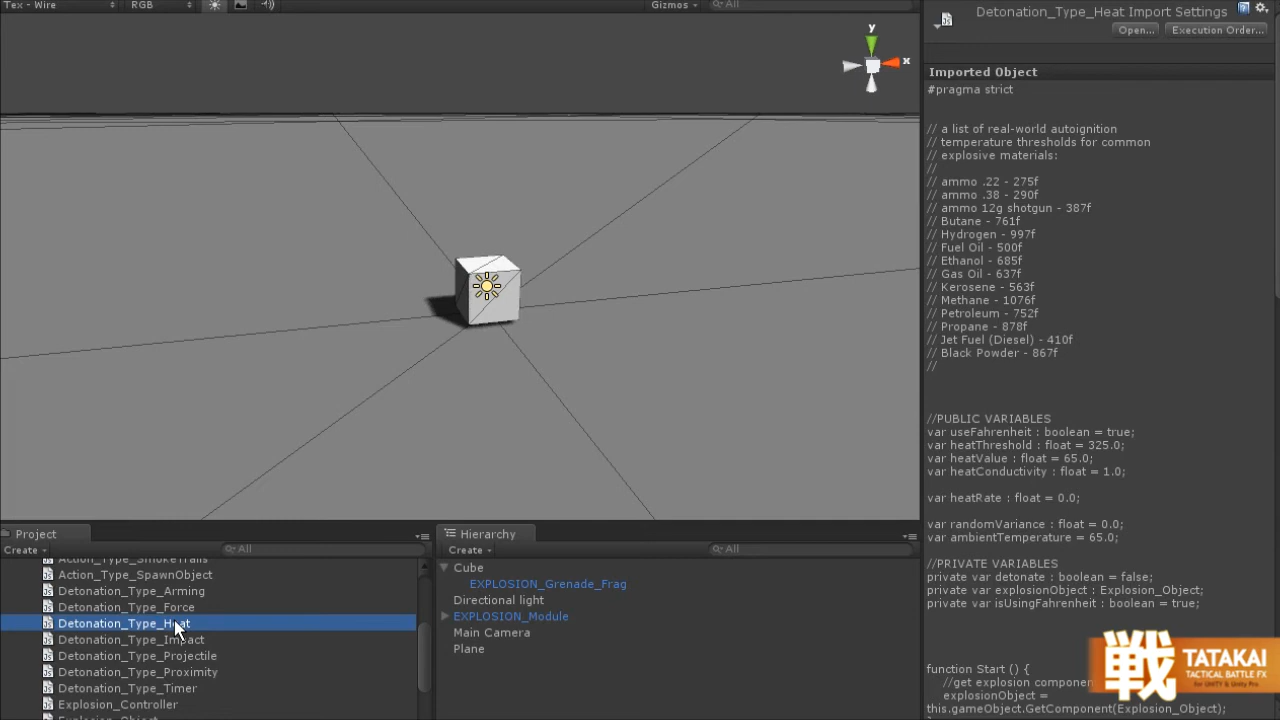 Tex - Wire
RGB
Gizmos
All
y
x
Detonation_Type_Heat Import Settings
Open...
Execution Order...
Imported Object
#pragma strict
// a list of real-world autoignition
// temperature thresholds for common
// explosive materials:
//
// ammo .22 - 275f
// ammo .38 - 290f
// ammo 12g shotgun - 387f
// Butane - 761f
// Hydrogen - 997f
// Fuel Oil - 500f
// Ethanol - 685f
// Gas Oil - 637f
// Kerosene - 563f
// Methane - 1076f
// Petroleum - 752f
// Propane - 878f
// Jet Fuel (Diesel) - 410f
// Black Powder - 867f
//
//PUBLIC VARIABLES
var useFahrenheit : boolean = true;
var heatThreshold : float = 325.0;
var heatValue : float = 65.0;
var heatConductivity : float = 1.0;
var heatRate : float = 0.0;
var randomVariance : float = 0.0;
var ambientTemperature = 65.0;
//PRIVATE VARIABLES
private var detonate : boolean = false;
private var explosionObject : Explosion_Object;
private var isUsingFahrenheit : boolean = true;
function Start () {
//get explosion componen
explosionObject =
this.gameObject.GetComponent(Explosion_Object);
Project
Create
All
Action_Type_SmokeTrails
Action_Type_SpawnObject
Detonation_Type_Arming
Detonation_Type_Force
Detonation_Type_Heat
Detonation_Type_Impact
Detonation_Type_Projectile
Detonation_Type_Proximity
Detonation_Type_Timer
Explosion_Controller
Explosion_Object
Hierarchy
Create
All
Cube
EXPLOSION_Grenade_Frag
Directional light
EXPLOSION_Module
Main Camera
Plane
戦
TATAKAI
TACTICAL BATTLE FX
for UNITY & Unity Pro